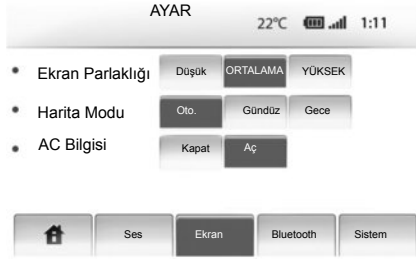 AYAR
22°C 1:11
Ekran Parlaklığı Düşük ORTALAMA YÜKSEK
Harita Modu Oto. Gündüz Gece
AC Bilgisi Kapat Aç
Ses Ekran Bluetooth Sistem